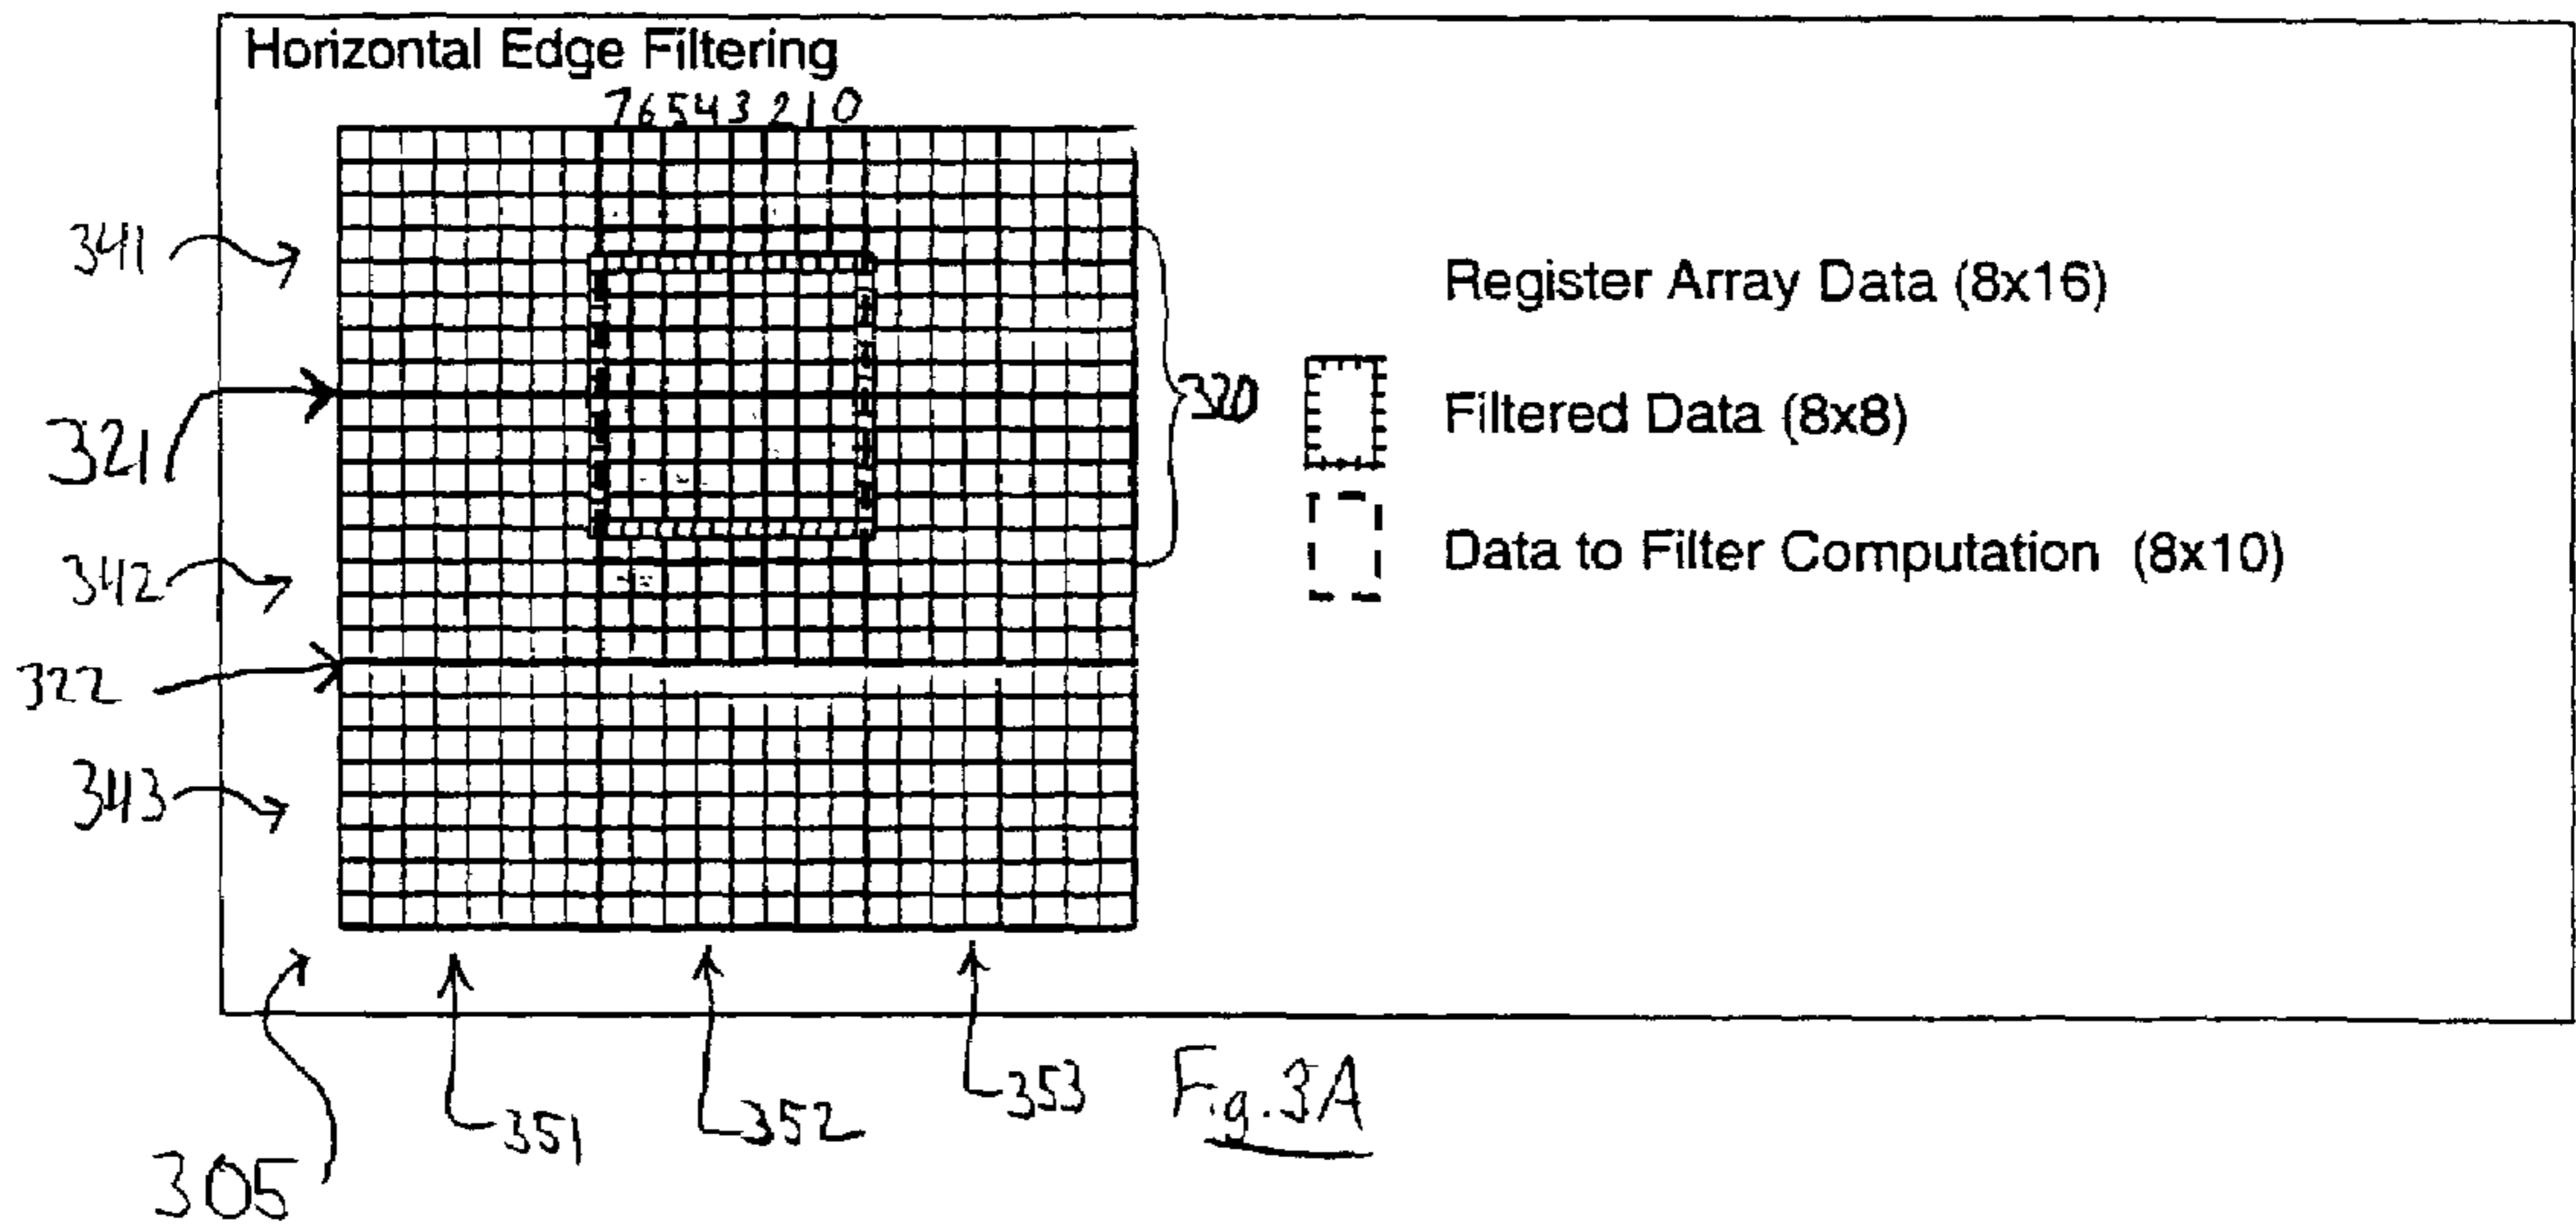 Horizontal Edge Filtering
76543210
341
321
342
322
343
320
Register Array Data (8x16)
Filtered Data (8x8)
Data to Filter Computation (8x10)
305
351
352
353
Fig. 3A